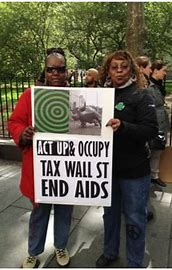 ACT UP & OCCUPY
TAX WALL ST
END AIDS